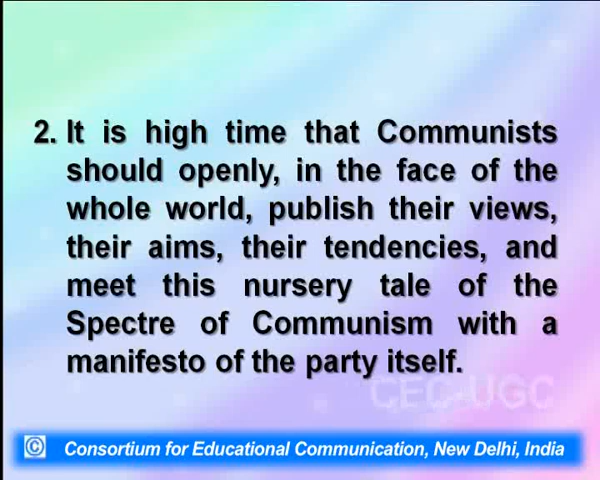 2. It is high time that Communists
should openly, in the face of the
whole world, publish their views,
their aims, their tendencies, and
meet this nursery tale of the
Spectre of Communism with a
manifesto of the party itself.
CEC-UGC
© Consortium for Educational Communication, New Delhi, India